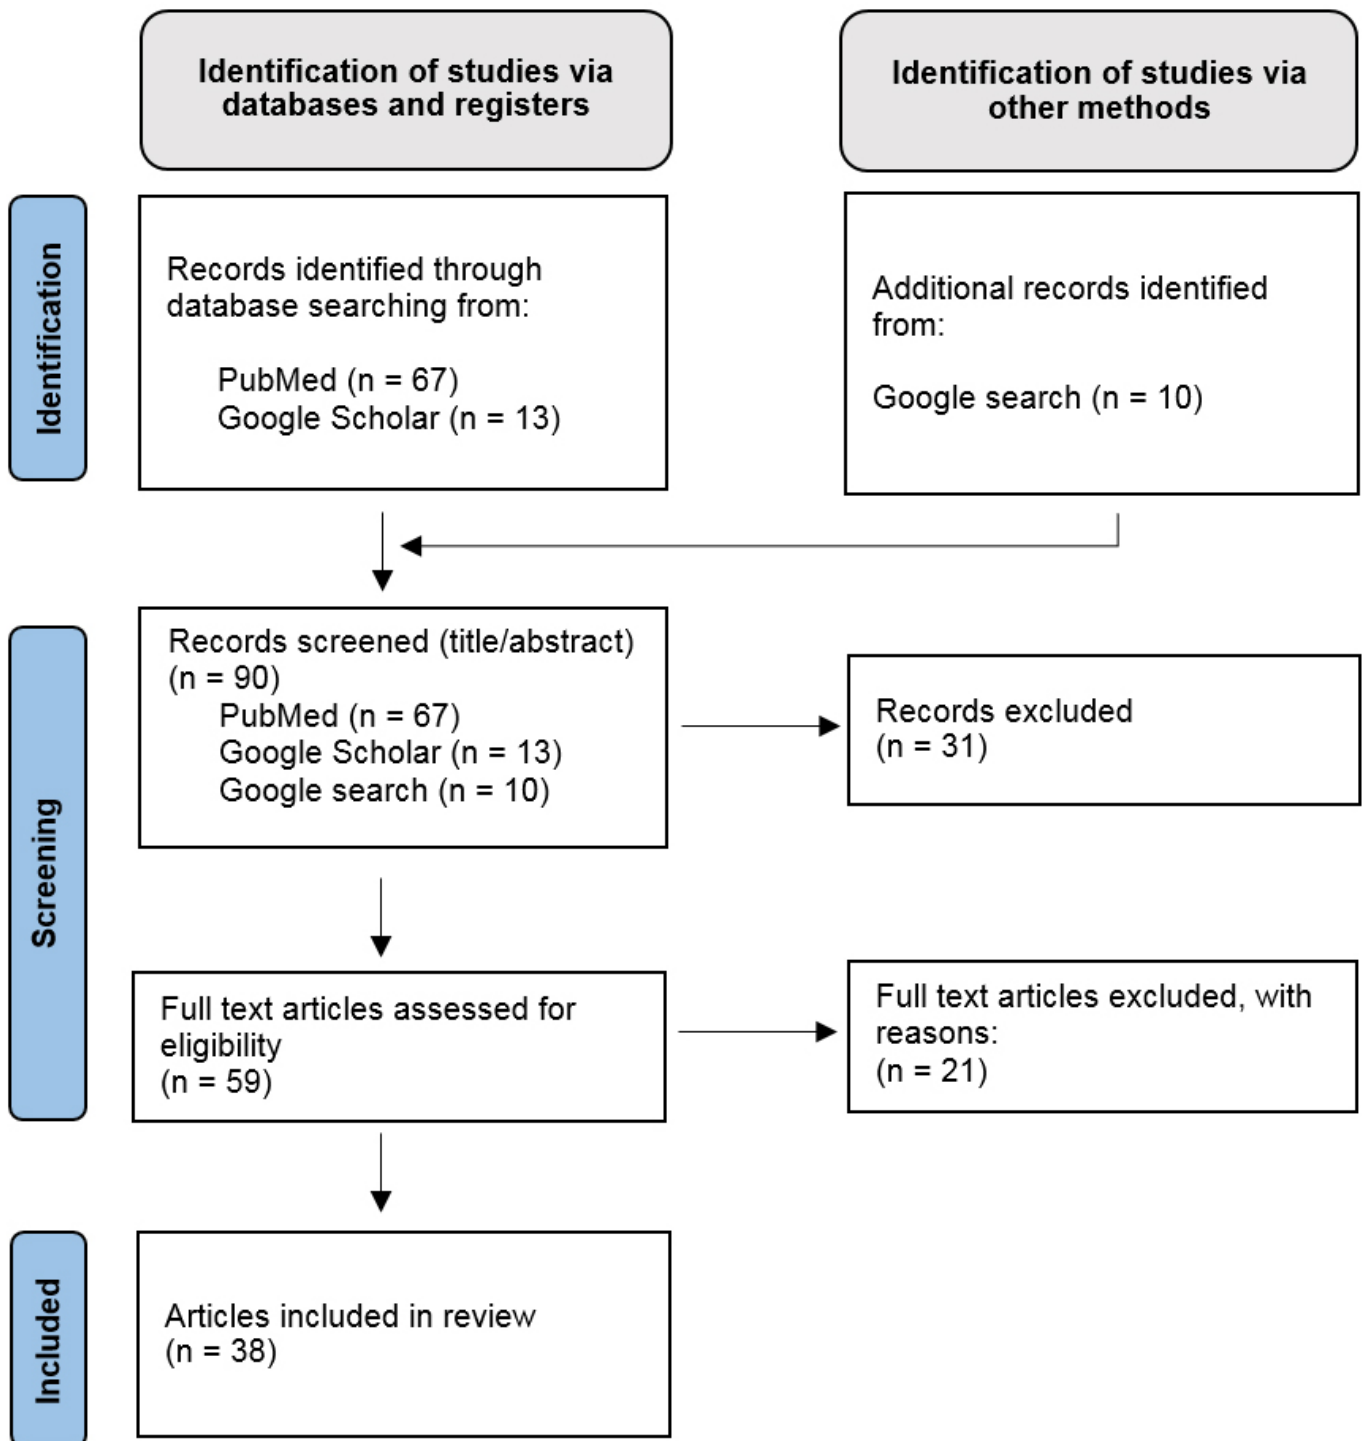 Identification of studies via
databases and registers
Identification of studies via
other methods
Identification
Records identified through
database searching from:
PubMed (n = 67)
Google Scholar (n = 13)
Additional records identified
from:
Google search (n = 10)
Screening
Records screened (title/abstract)
(n = 90)
PubMed (n = 67)
Google Scholar (n = 13)
Google search (n = 10)
Records excluded
(n = 31)
Full text articles assessed for
eligibility
(n = 59)
Full text articles excluded, with
reasons:
(n = 21)
Included
Articles included in review
(n = 38)